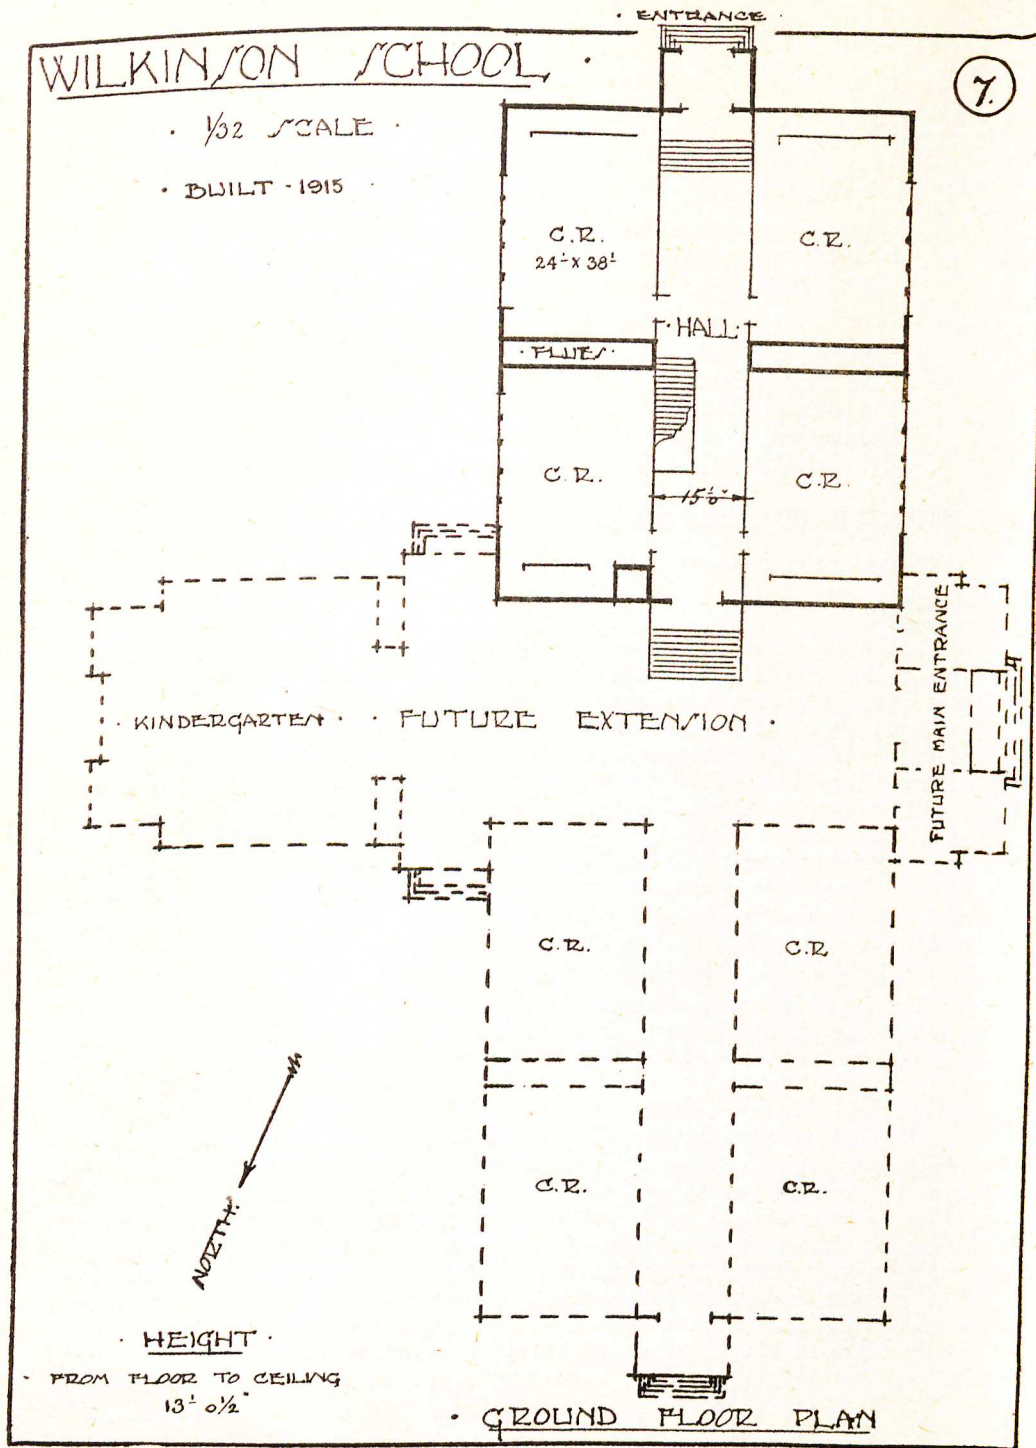 · ENTRANCE ·
WILKINSON SCHOOL ·
7.
· 1/32 SCALE ·
· BUILT - 1915 ·
C.R.
24' x 38'
C.R.
· HALL ·
· FLUES ·
C.R.
C.R.
15'-0"
· KINDERGARTEN · · FUTURE EXTENSION ·
FUTURE MAIN ENTRANCE
C.R.
C.R
C.R.
C.R.
NORTH.
· HEIGHT ·
· FROM FLOOR TO CEILING
13'- 0½"
· GROUND FLOOR PLAN